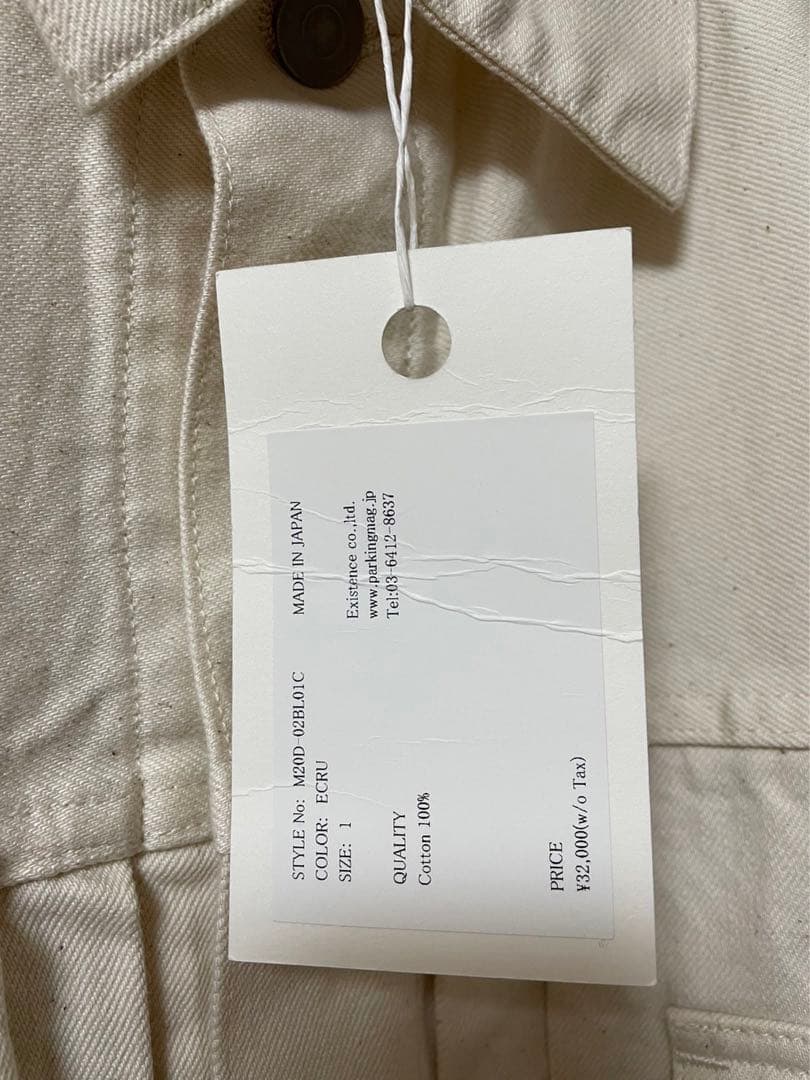 STYLE No: M20D-02BL01C
COLOR: ECRU
SIZE: 1
MADE IN JAPAN
Existence co.,ltd.
www.parkingmag.jp
Tel:03-6412-8637
QUALITY
Cotton 100%
PRICE
¥32,000(w/o Tax)